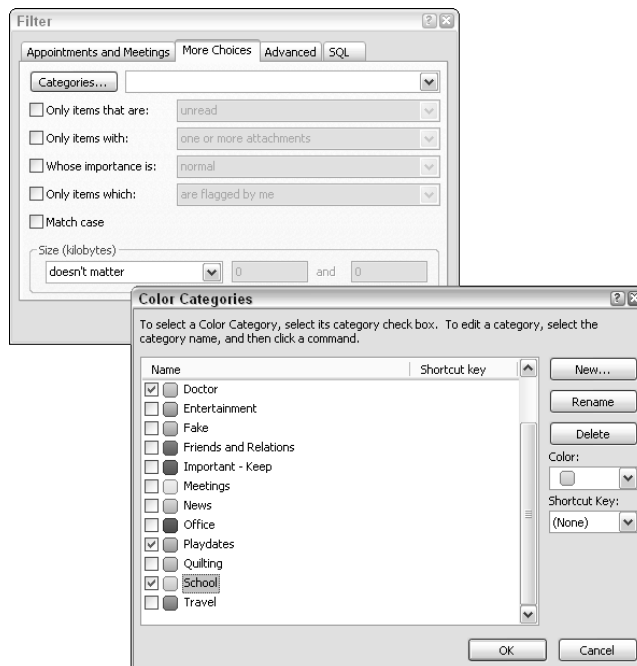 Filter
Appointments and Meetings More Choices Advanced SQL
Categories...
Only items that are: unread
Only items with: one or more attachments
Whose importance is: normal
Only items which: are flagged by me
Match case
Size (kilobytes)
doesn't matter 0 and 0
Color Categories
To select a Color Category, select its category check box. To edit a category, select the
category name, and then click a command.
Name Shortcut key
New...
Doctor
Entertainment
Rename
Fake
Friends and Relations
Delete
Important - Keep
Color:
Meetings
News
Shortcut Key:
Office
(None)
Playdates
Quilting
School
Travel
OK Cancel